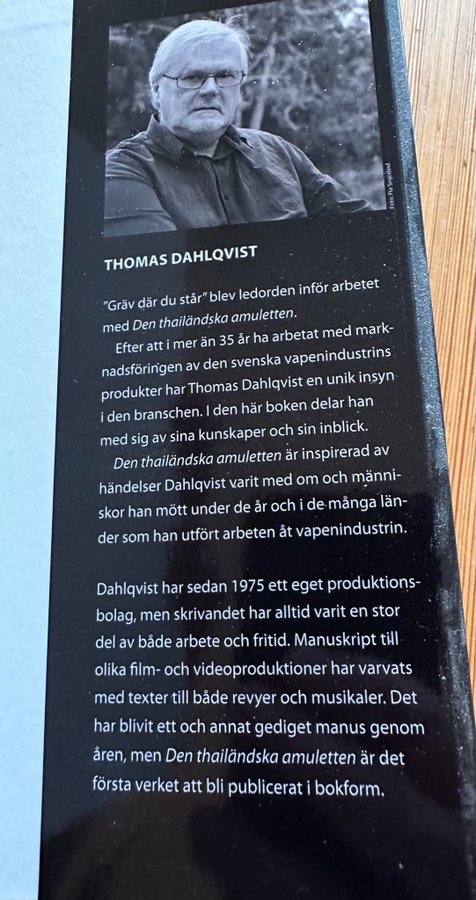 THOMAS DAHLQVIST
"Gräv där du står" blev ledorden inför arbetet
med Den thailändska amuletten.
Efter att i mer än 35 år ha arbetat med mark-
nadsföringen av den svenska vapenindustrins
produkter har Thomas Dahlqvist en unik insyn
i den branschen. I den här boken delar han
med sig av sina kunskaper och sin inblick.
Den thailändska amuletten är inspirerad av
händelser Dahlqvist varit med om och männi-
skor han mött under de år och i de många län-
der som han utfört arbeten åt vapenindustrin.
Dahlqvist har sedan 1975 ett eget produktions-
bolag, men skrivandet har alltid varit en stor
del av både arbete och fritid. Manuskript till
olika film- och videoproduktioner har varvats
med texter till både revyer och musikaler. Det
har blivit ett och annat gediget manus genom
åren, men Den thailändska amuletten är det
första verket att bli publicerat i bokform.